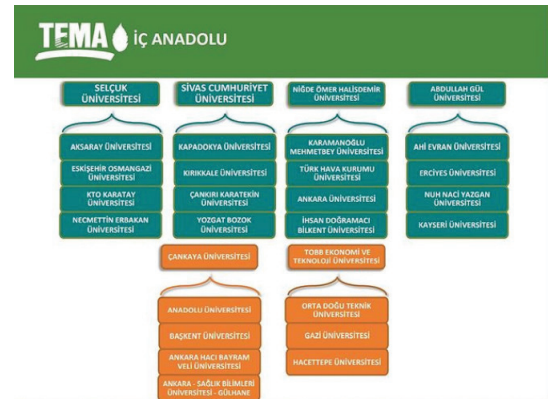 TEMA İÇ ANADOLU
SELÇUK
ÜNİVERSİTESİ
AKSARAY ÜNİVERSİTESİ
ESKİŞEHİR OSMANGAZİ
ÜNİVERSİTESİ
KTO KARATAY
ÜNİVERSİTESİ
NECMETTİN ERBAKAN
ÜNİVERSİTESİ
SİVAS CUMHURİYET
ÜNİVERSİTESİ
KAPADOKYA ÜNİVERSİTESİ
KIRIKKALE ÜNİVERSİTESİ
ÇANKIRI KARATEKİN
ÜNİVERSİTESİ
YOZGAT BOZOK
ÜNİVERSİTESİ
NİĞDE ÖMER HALİSDEMİR
ÜNİVERSİTESİ
KARAMANOĞLU
MEHMETBEY ÜNİVERSİTESİ
TÜRK HAVA KURUMU
ÜNİVERSİTESİ
ANKARA ÜNİVERSİTESİ
İHSAN DOĞRAMACI
BİLKENT ÜNİVERSİTESİ
ABDULLAH GÜL
ÜNİVERSİTESİ
AHİ EVRAN ÜNİVERSİTESİ
ERCİYES ÜNİVERSİTESİ
NUH NACİ YAZGAN
ÜNİVERSİTESİ
KAYSERİ ÜNİVERSİTESİ
ÇANKAYA ÜNİVERSİTESİ
ANADOLU ÜNİVERSİTESİ
BAŞKENT ÜNİVERSİTESİ
ANKARA HACI BAYRAM
VELİ ÜNİVERSİTESİ
ANKARA - SAĞLIK BİLİMLERİ
ÜNİVERSİTESİ - GÜLHANE
TOBB EKONOMİ VE
TEKNOLOJİ ÜNİVERSİTESİ
ORTA DOĞU TEKNİK
ÜNİVERSİTESİ
GAZİ ÜNİVERSİTESİ
HACETTEPE ÜNİVERSİTESİ